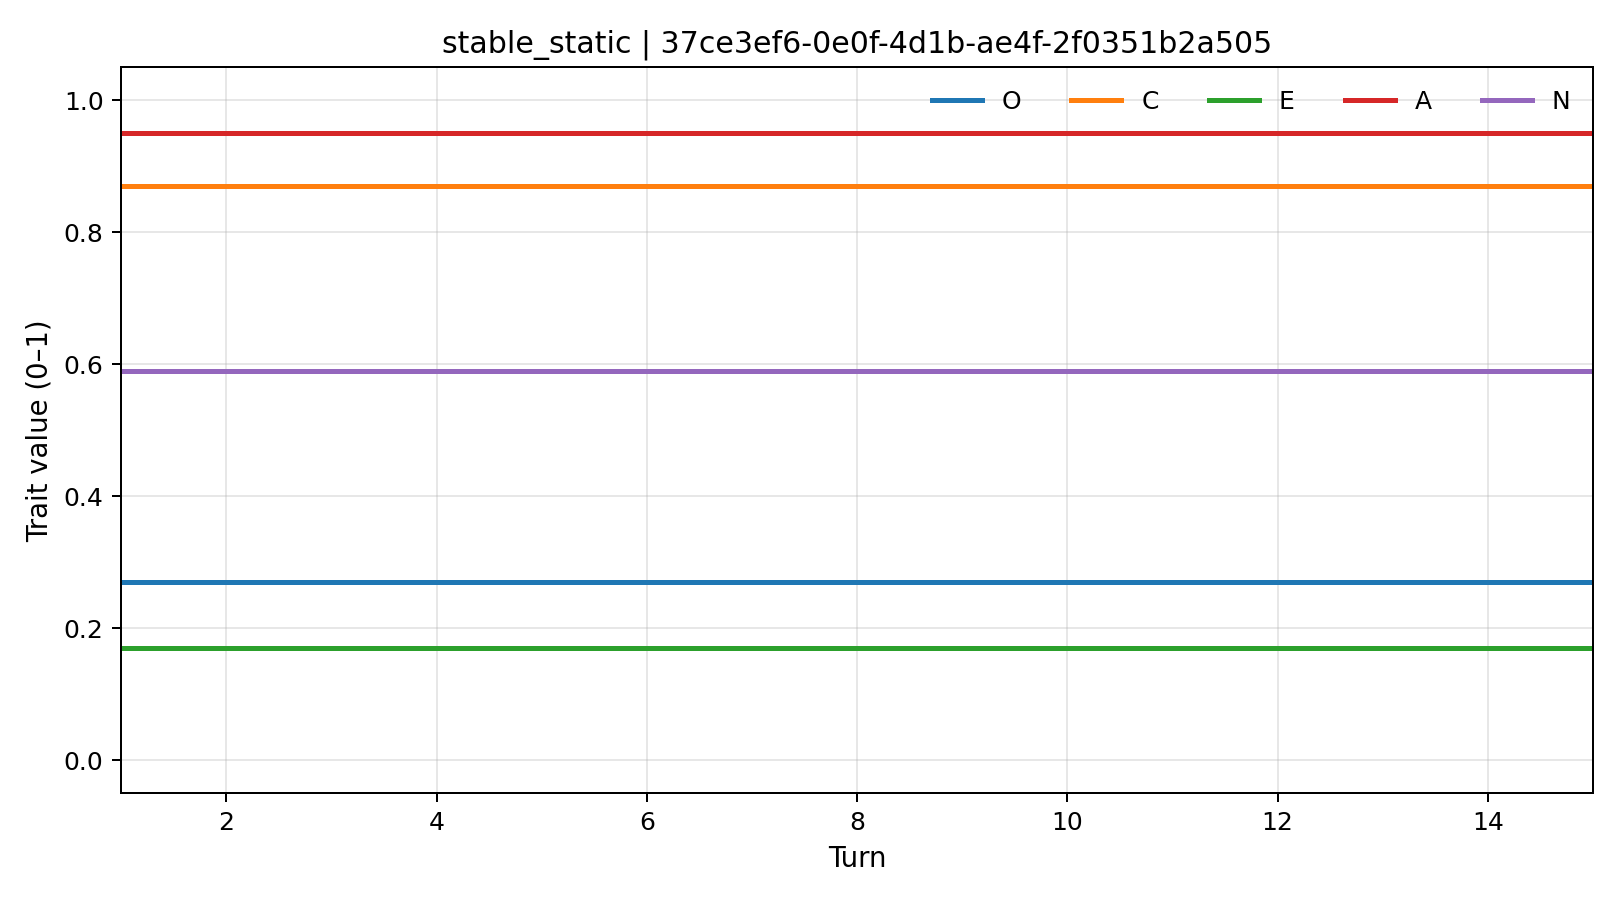 stable_static | 37ce3ef6-0e0f-4d1b-ae4f-2f0351b2a505
O C E A N
1.0
0.8
0.6
0.4
0.2
0.0
Trait value (0–1)
2 4 6 8 10 12 14
Turn